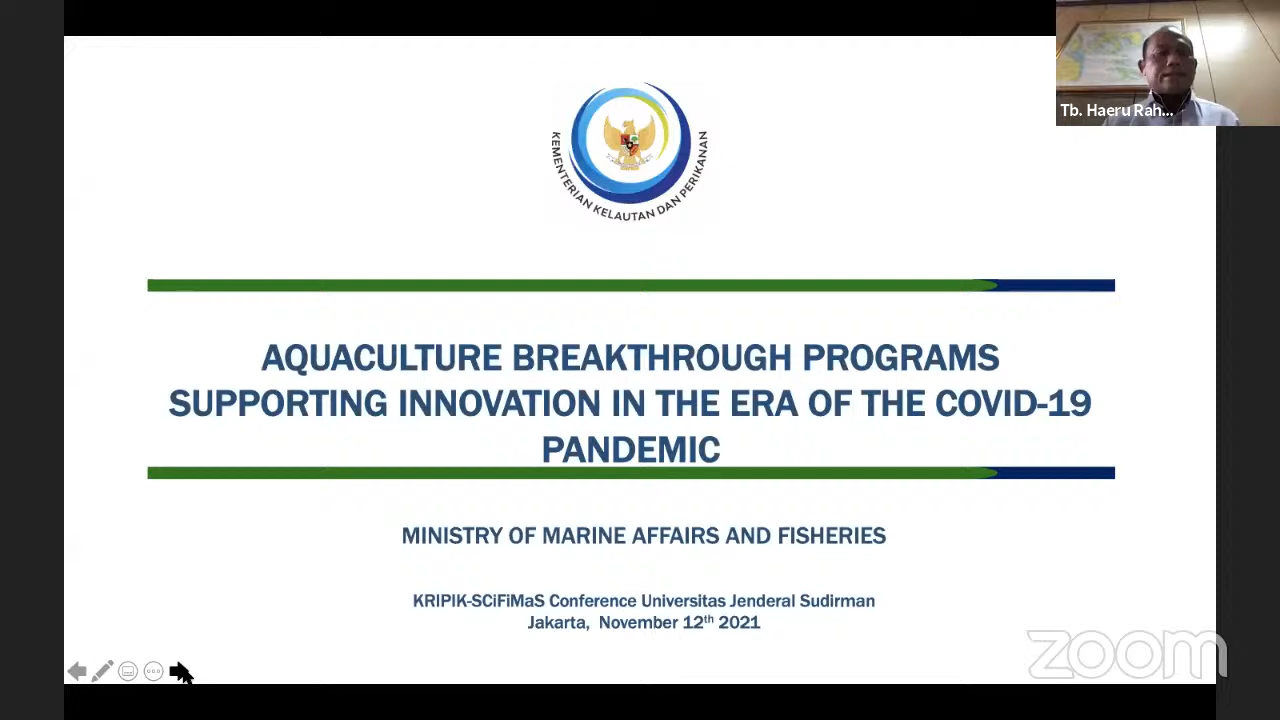 Tb. Haeru Rah...
KEMENTERIAN KELAUTAN DAN PERIKANAN
AQUACULTURE BREAKTHROUGH PROGRAMS
SUPPORTING INNOVATION IN THE ERA OF THE COVID-19
PANDEMIC
MINISTRY OF MARINE AFFAIRS AND FISHERIES
KRIPIK-SCiFiMaS Conference Universitas Jenderal Sudirman
Jakarta, November 12th 2021
zoom